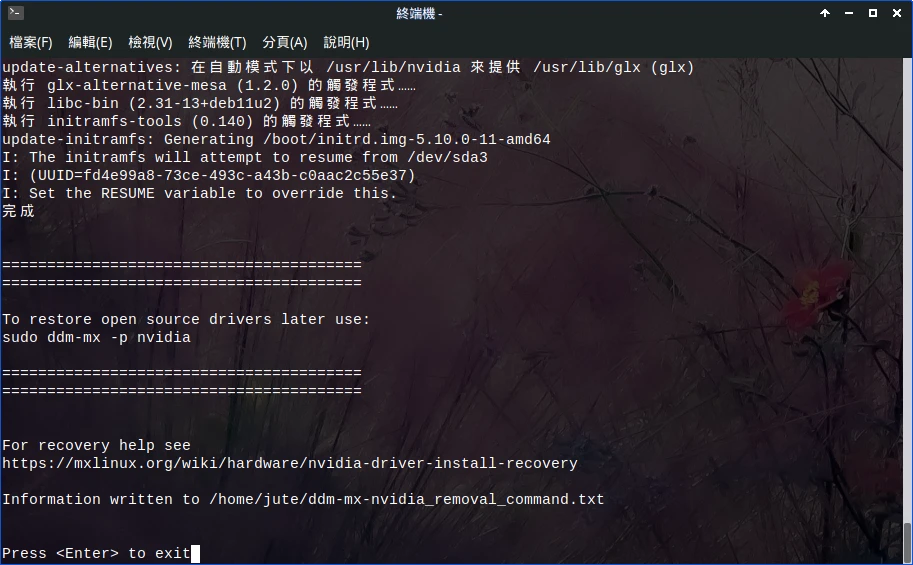 終端機 -
檔案(F) 編輯(E) 檢視(V) 終端機(T) 分頁(A) 說明(H)
update-alternatives: 在自動模式下以 /usr/lib/nvidia 來提供 /usr/lib/glx (glx)
執行 glx-alternative-mesa (1.2.0) 的觸發程式……
執行 libc-bin (2.31-13+deb11u2) 的觸發程式……
執行 initramfs-tools (0.140) 的觸發程式……
update-initramfs: Generating /boot/initrd.img-5.10.0-11-amd64
I: The initramfs will attempt to resume from /dev/sda3
I: (UUID=fd4e99a8-73ce-493c-a43b-c0aac2c55e37)
I: Set the RESUME variable to override this.
完成
========================================
========================================
To restore open source drivers later use:
sudo ddm-mx -p nvidia
========================================
========================================
For recovery help see
https://mxlinux.org/wiki/hardware/nvidia-driver-install-recovery
Information written to /home/jute/ddm-mx-nvidia_removal_command.txt
Press <Enter> to exit